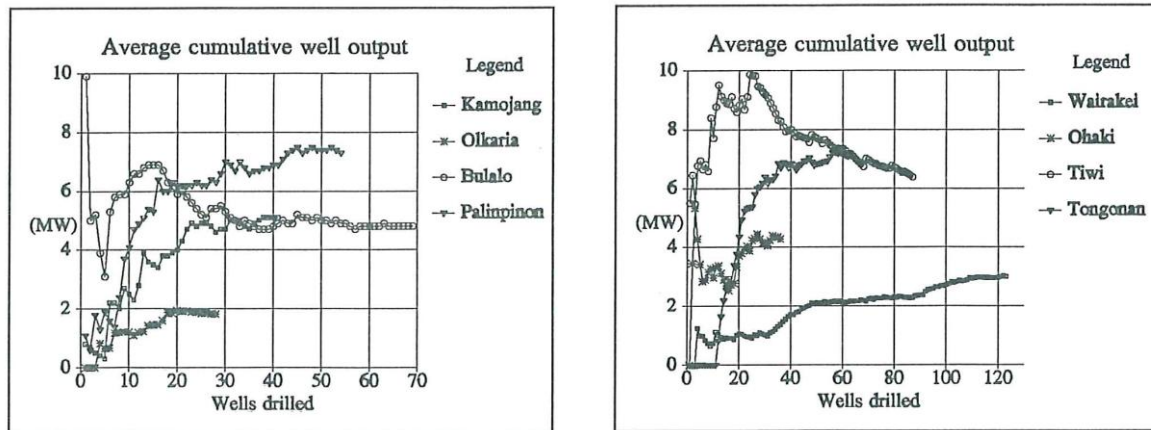 Average cumulative well output
10
8
6
(MW)
4
2
0
0 10 20 30 40 50 60 70
Wells drilled
Legend
Kamojang
Olkaria
Bulalo
Palinpinon
Average cumulative well output
10
8
6
(MW)
4
2
0
0 20 40 60 80 100 120
Wells drilled
Legend
Wairakei
Ohaki
Tiwi
Tongonan